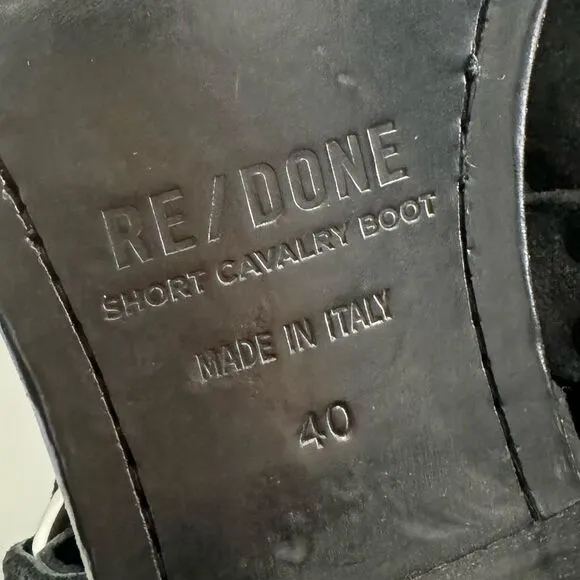 RE/DONE
SHORT CAVALRY BOOT
MADE IN ITALY
40